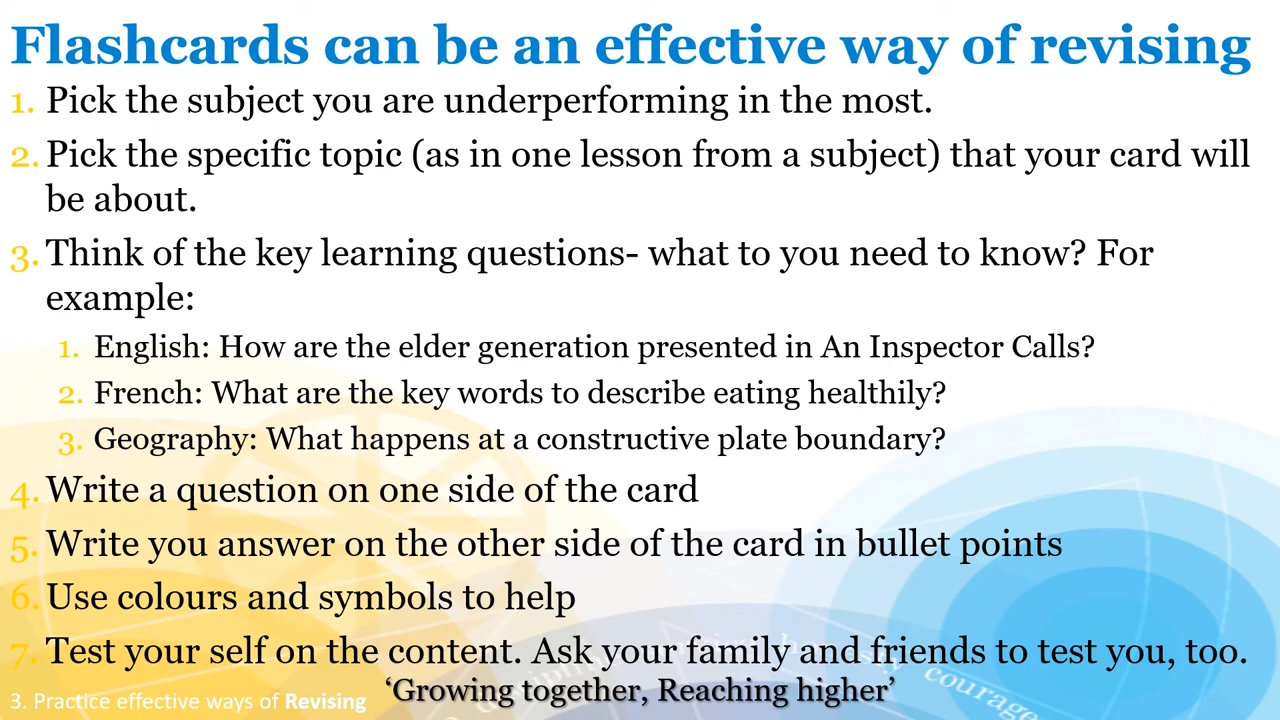 Flashcards can be an effective way of revising
1. Pick the subject you are underperforming in the most.
2. Pick the specific topic (as in one lesson from a subject) that your card will
be about.
3. Think of the key learning questions- what to you need to know? For
example:
1. English: How are the elder generation presented in An Inspector Calls?
2. French: What are the key words to describe eating healthily?
3. Geography: What happens at a constructive plate boundary?
4. Write a question on one side of the card
5. Write you answer on the other side of the card in bullet points
6. Use colours and symbols to help
7. Test your self on the content. Ask your family and friends to test you, too.
courage
‘Growing together, Reaching higher’
3. Practice effective ways of Revising